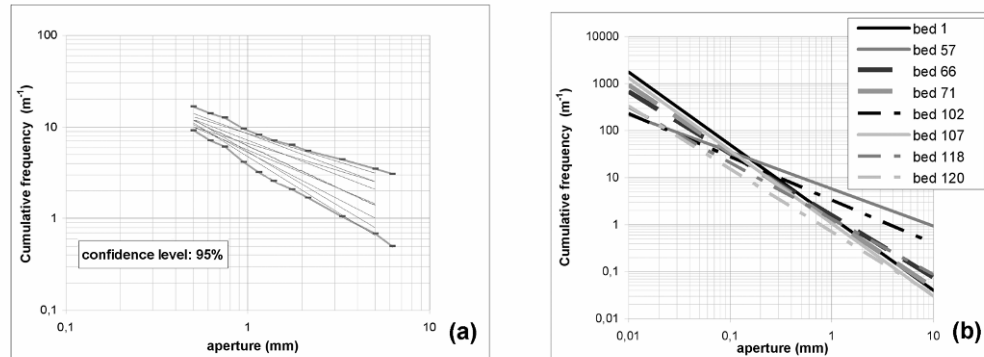 100
10
1
0,1
0,1
1
10
Cumulative frequency (m-1)
aperture (mm)
confidence level: 95%
(a)
10000
1000
100
10
1
0,1
0,01
0,01
0,1
1
10
Cumulative frequency (m-1)
aperture (mm)
bed 1
bed 57
bed 66
bed 71
bed 102
bed 107
bed 118
bed 120
(b)